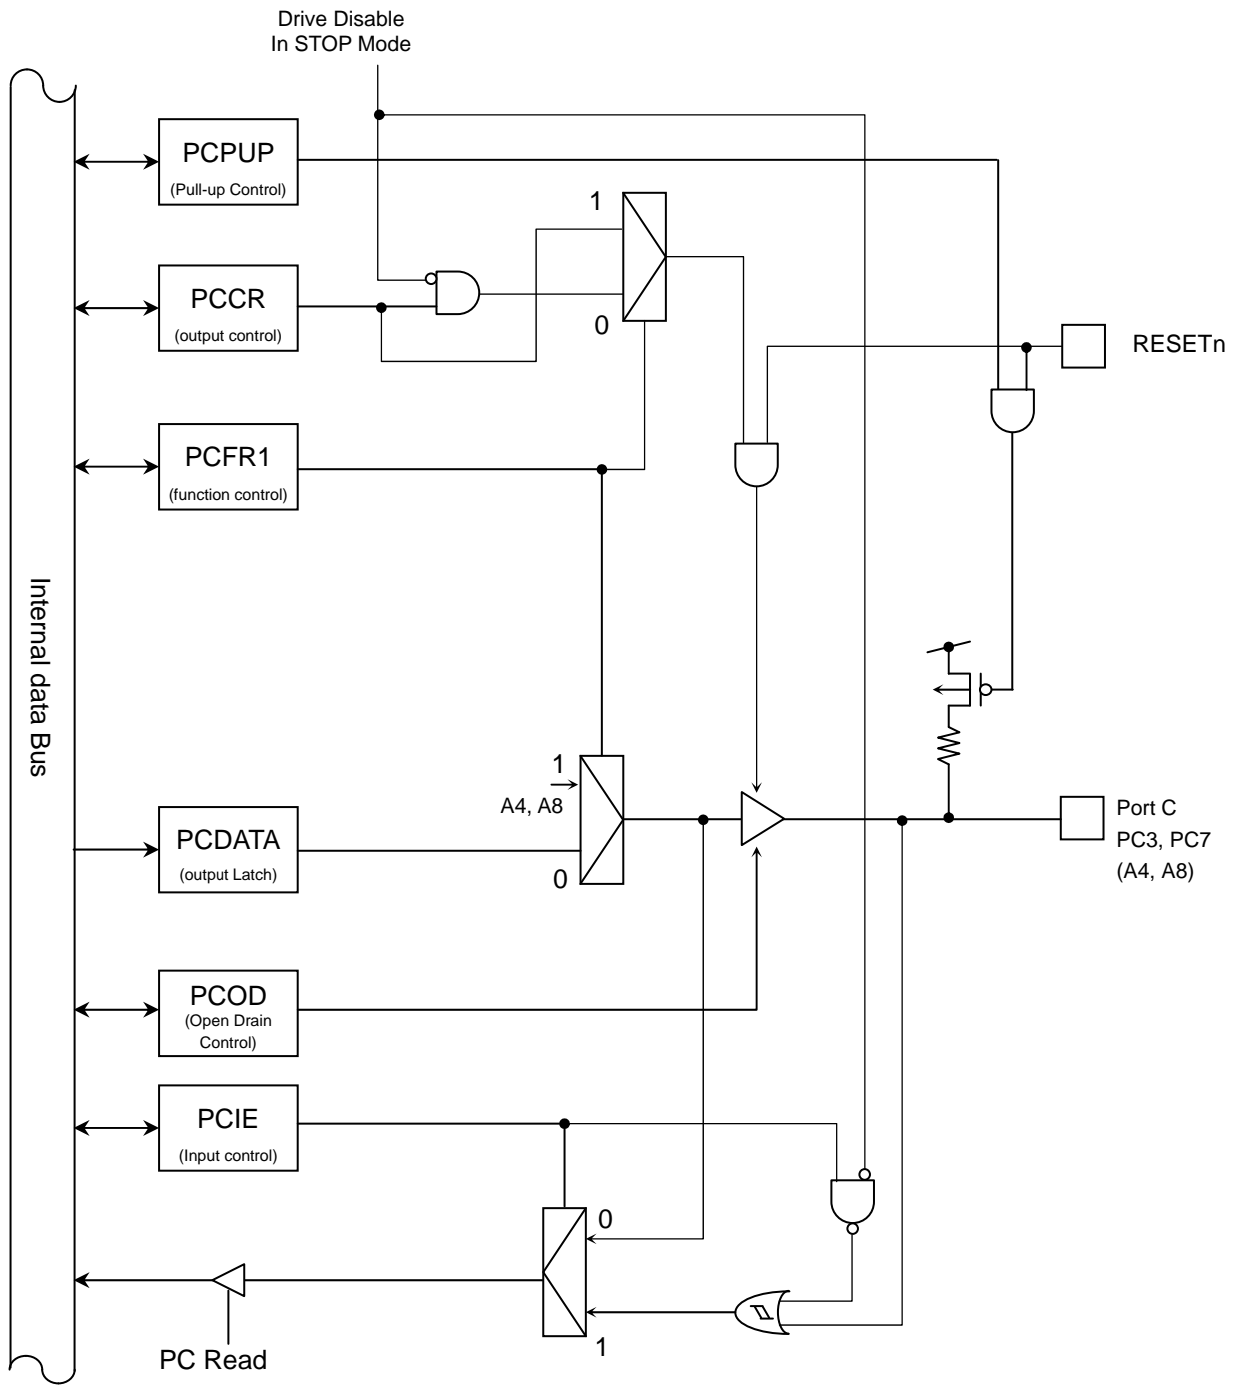 Drive Disable
In STOP Mode
PCPUP
(Pull-up Control)
1
PCCR
(output control)
0
RESETn
PCFR1
(function control)
Internal data Bus
1
A4, A8
Port C
PC3, PC7
(A4, A8)
PCDATA
(output Latch)
0
PCOD
(Open Drain
Control)
PCIE
(Input control)
0
1
PC Read